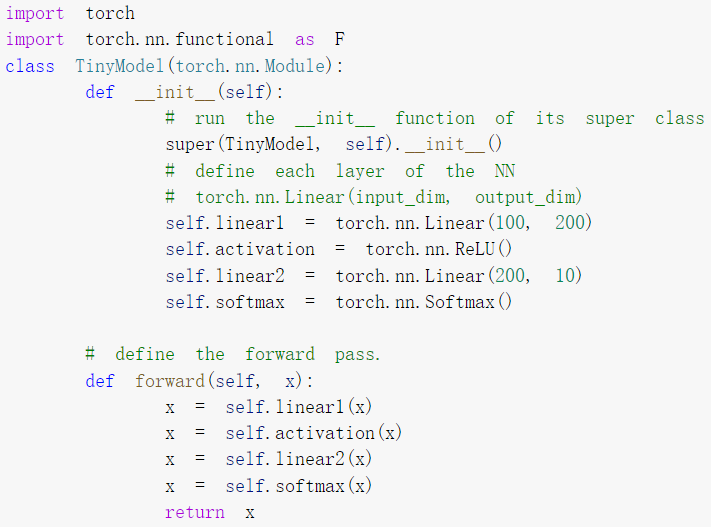 import torch
import torch.nn.functional as F
class TinyModel(torch.nn.Module):
def __init__(self):
# run the __init__ function of its super class
super(TinyModel, self).__init__()
# define each layer of the NN
# torch.nn.Linear(input_dim, output_dim)
self.linear1 = torch.nn.Linear(100, 200)
self.activation = torch.nn.ReLU()
self.linear2 = torch.nn.Linear(200, 10)
self.softmax = torch.nn.Softmax()
# define the forward pass.
def forward(self, x):
x = self.linear1(x)
x = self.activation(x)
x = self.linear2(x)
x = self.softmax(x)
return x